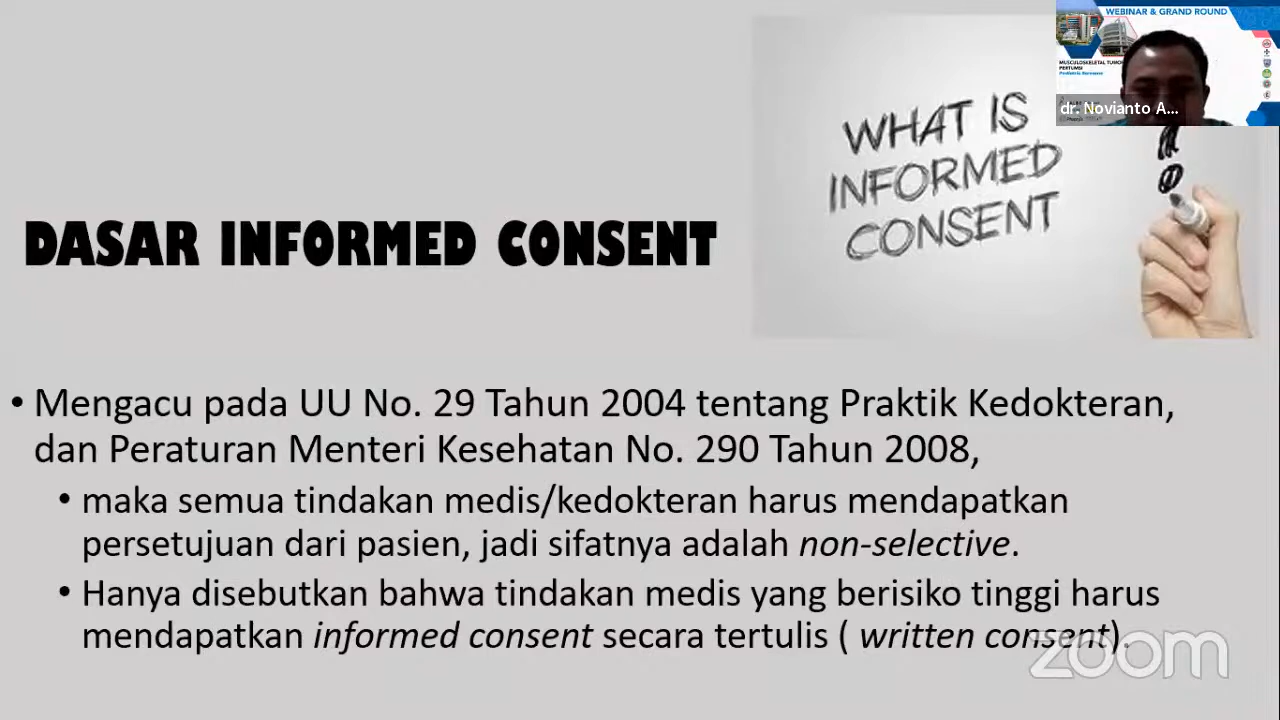 WEBINAR & GRAND ROUND
MUSCULOSKELETAL TUMOR
dr. Novianto A...
WHAT IS
INFORMED
CONSENT
DASAR INFORMED CONSENT
• Mengacu pada UU No. 29 Tahun 2004 tentang Praktik Kedokteran,
dan Peraturan Menteri Kesehatan No. 290 Tahun 2008,
• maka semua tindakan medis/kedokteran harus mendapatkan
persetujuan dari pasien, jadi sifatnya adalah non-selective.
• Hanya disebutkan bahwa tindakan medis yang berisiko tinggi harus
mendapatkan informed consent secara tertulis ( written consent).
zoom